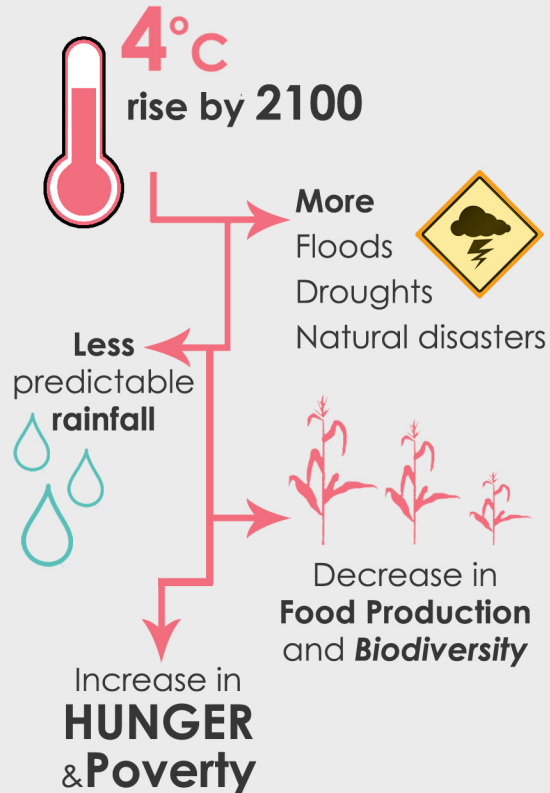 4°C
rise by 2100
More
Floods
Droughts
Natural disasters
Less
predictable
rainfall
Decrease in
Food Production
and Biodiversity
Increase in
HUNGER
&Poverty